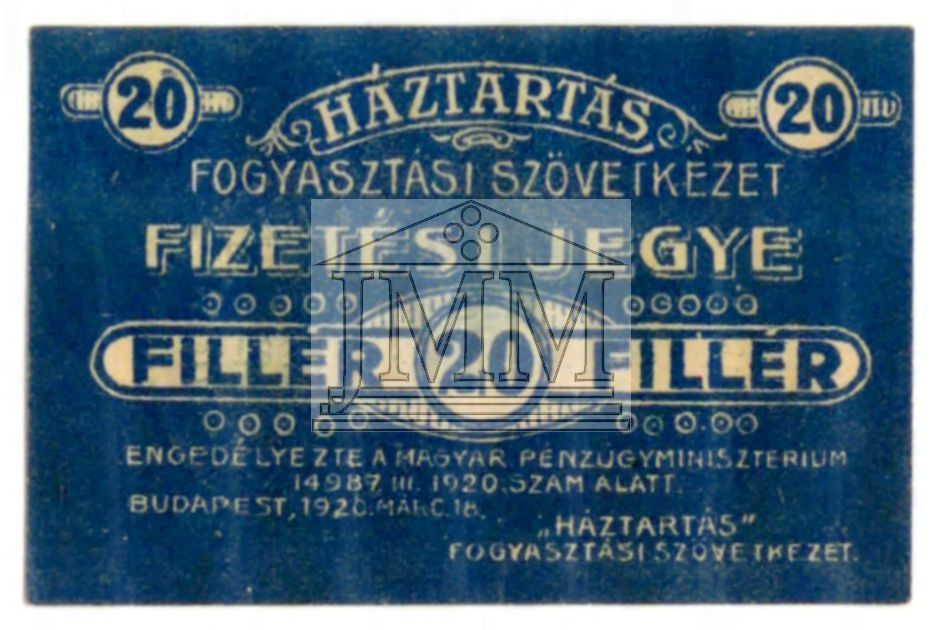 20 HÁZTARTÁS 20
FOGYASZTÁSI SZÖVETKEZET
FIZETÉSI JEGYE
FILLÉR 20 FILLÉR
JMM
ENGEDÉLYEZTE A MAGYAR PÉNZÜGYMINISZTERIUM
14987 III. 1920. SZÁM ALATT.
BUDAPEST, 1920. MÁRC. 18.
„HÁZTARTÁS"
FOGYASZTÁSI SZÖVETKEZET.